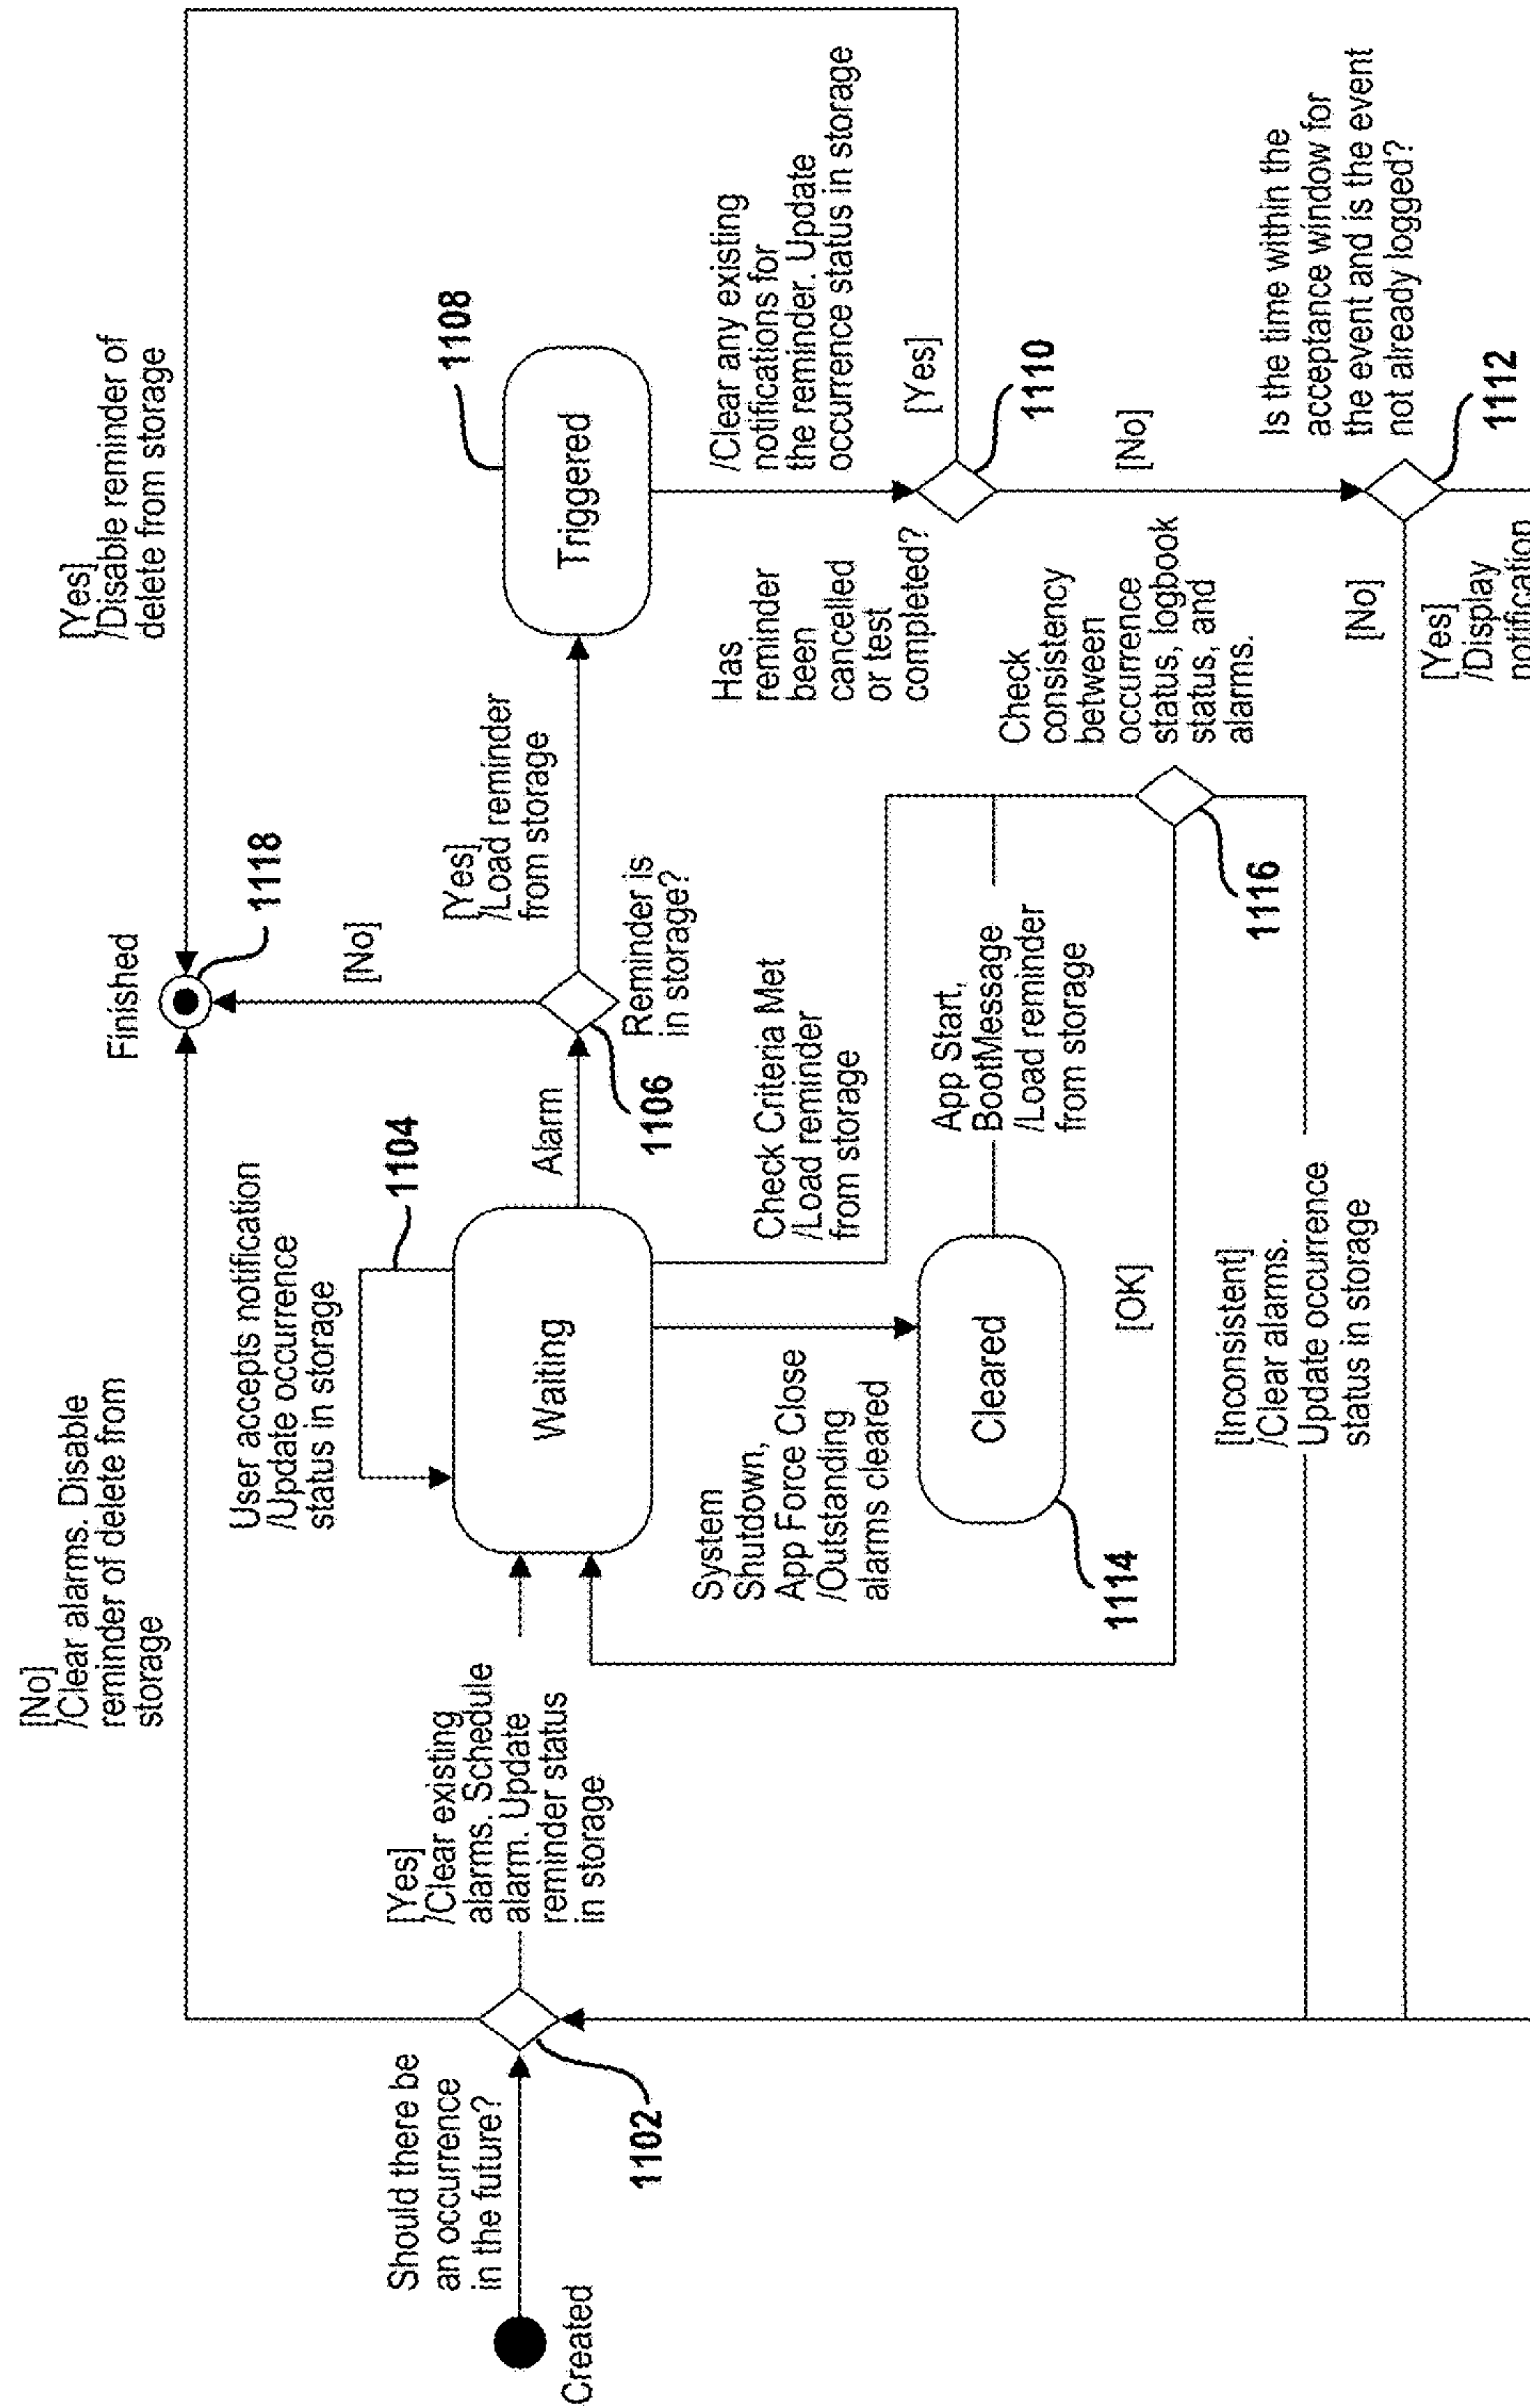 [No]
/Clear alarms. Disable
reminder of delete from
storage
Finished
1118
[Yes]
/Disable reminder of
delete from storage
User accepts notification
/Update occurrence
status in storage
1104
[No]
Should there be
an occurrence
in the future?
Created
1102
[Yes]
/Clear existing
alarms. Schedule
alarm. Update
reminder status
in storage
Waiting
Alarm
1106
Reminder is
in storage?
[Yes]
/Load reminder
from storage
Triggered
1108
System
Shutdown,
App Force Close
/Outstanding
alarms cleared
Check Criteria Met
/Load reminder
from storage
Has
reminder
been
cancelled
or test
completed?
/Clear any existing
notifications for
the reminder. Update
occurrence status in storage
[Yes]
1110
Cleared
1114
App Start,
BootMessage
/Load reminder
from storage
[OK]
Check
consistency
between
occurrence
status, logbook
status, and
alarms.
1116
[No]
[Inconsistent]
/Clear alarms.
Update occurrence
status in storage
Is the time within the
acceptance window for
the event and is the event
not already logged?
[No]
1112
[Yes]
/Display
notification